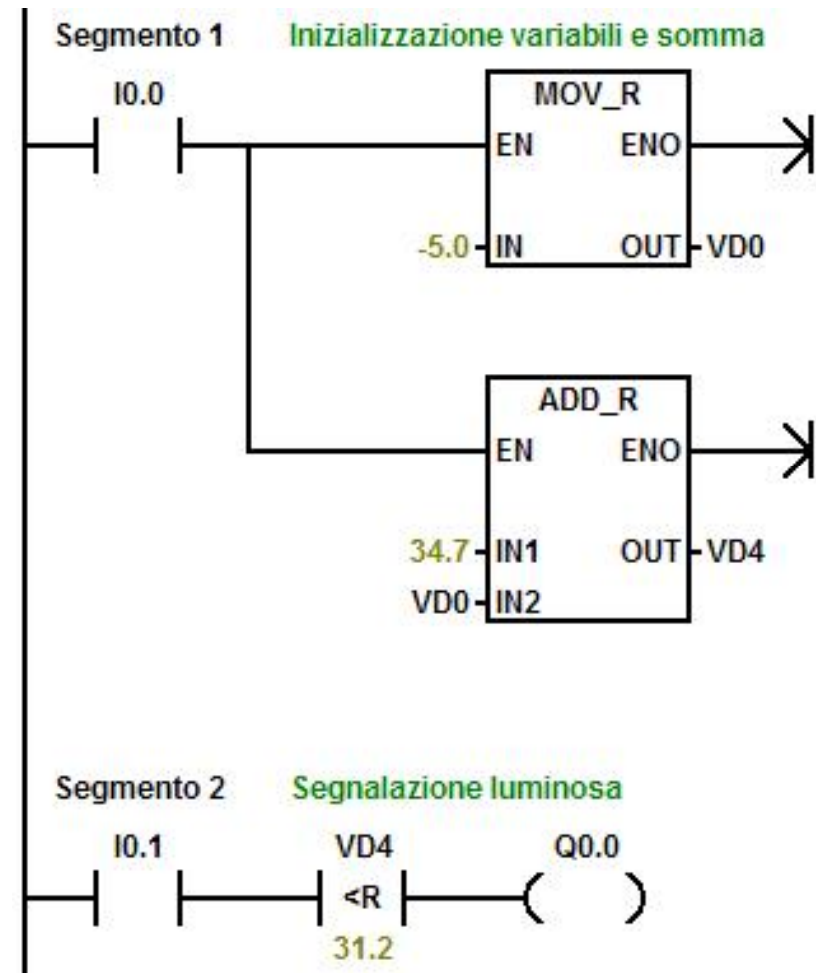 Segmento 1 Inizializzazione variabili e somma
I0.0
MOV_R
EN ENO
-5.0 IN OUT VD0
ADD_R
EN ENO
34.7 IN1 OUT VD4
VD0 IN2
Segmento 2 Segnalazione luminosa
I0.1 VD4 Q0.0
<R
31.2